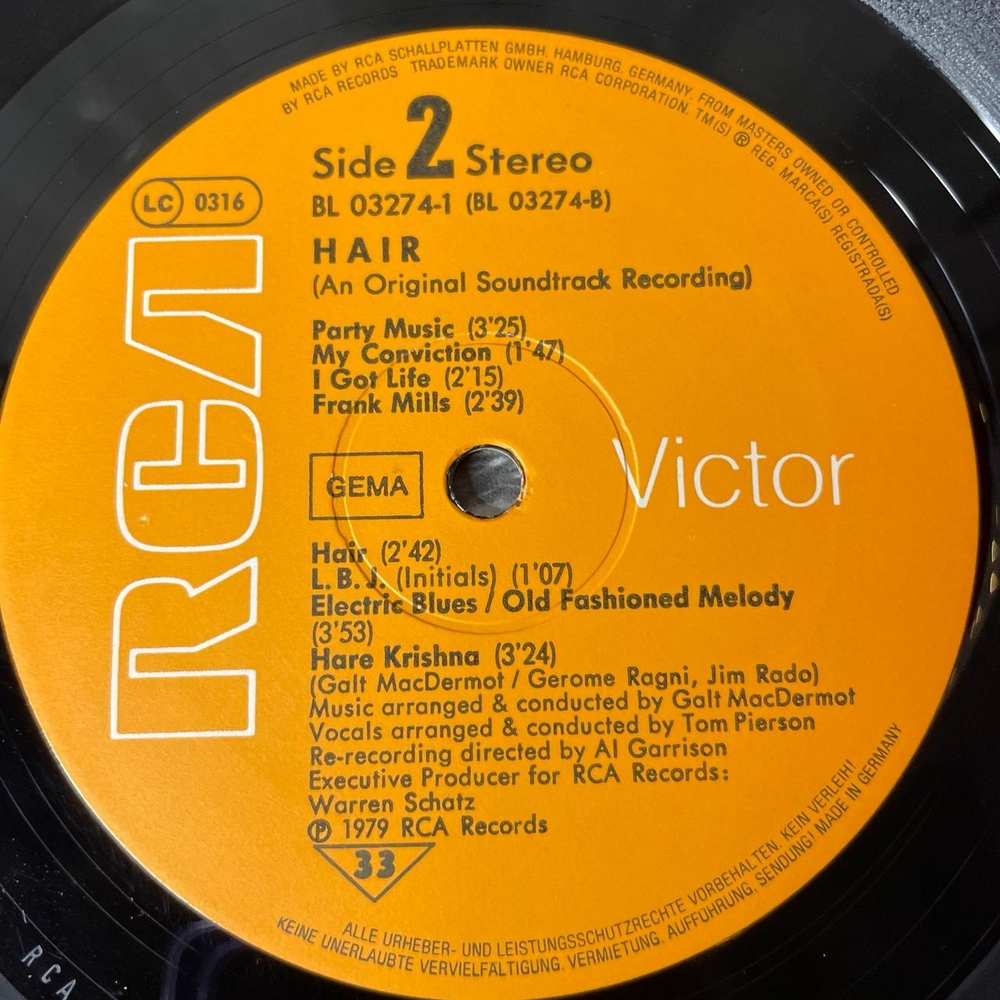 MADE BY RCA SCHALLPLATTEN GMBH, HAMBURG, GERMANY, FROM MASTERS OWNED OR CONTROLLED
BY RCA RECORDS TRADEMARK OWNER RCA CORPORATION. TM(S) ® REG. MARCA(S) REGISTRADA(S)
Side 2 Stereo
LC 0316
BL 03274-1 (BL 03274-B)
HAIR
(An Original Soundtrack Recording)
Party Music (3'25)
My Conviction (1'47)
I Got Life (2'15)
Frank Mills (2'39)
RCA
GEMA
Victor
Hair (2'42)
L.B.J. (Initials) (1'07)
Electric Blues / Old Fashioned Melody
(3'53)
Hare Krishna (3'24)
(Galt MacDermot / Gerome Ragni, Jim Rado)
Music arranged & conducted by Galt MacDermot
Vocals arranged & conducted by Tom Pierson
Re-recording directed by Al Garrison
Executive Producer for RCA Records:
Warren Schatz
℗ 1979 RCA Records
33
ALLE URHEBER- UND LEISTUNGSSCHUTZRECHTE VORBEHALTEN. KEIN VERLEIH!
KEINE UNERLAUBTE VERVIELFÄLTIGUNG, VERMIETUNG, AUFFÜHRUNG, SENDUNG! MADE IN GERMANY
RCA